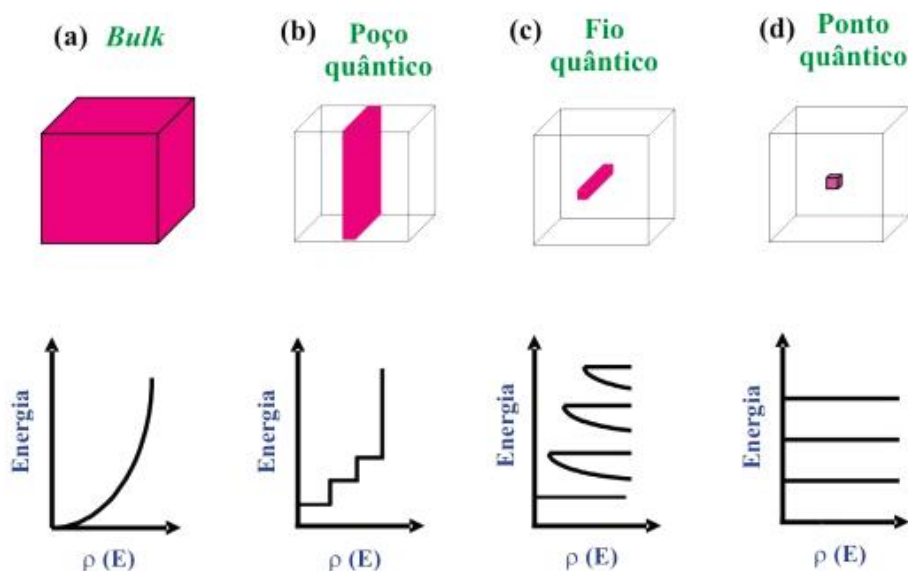 (a) Bulk
(b) Poço
quântico
(c) Fio
quântico
(d) Ponto
quântico
Energia
ρ (E)
Energia
ρ (E)
Energia
ρ (E)
Energia
ρ (E)